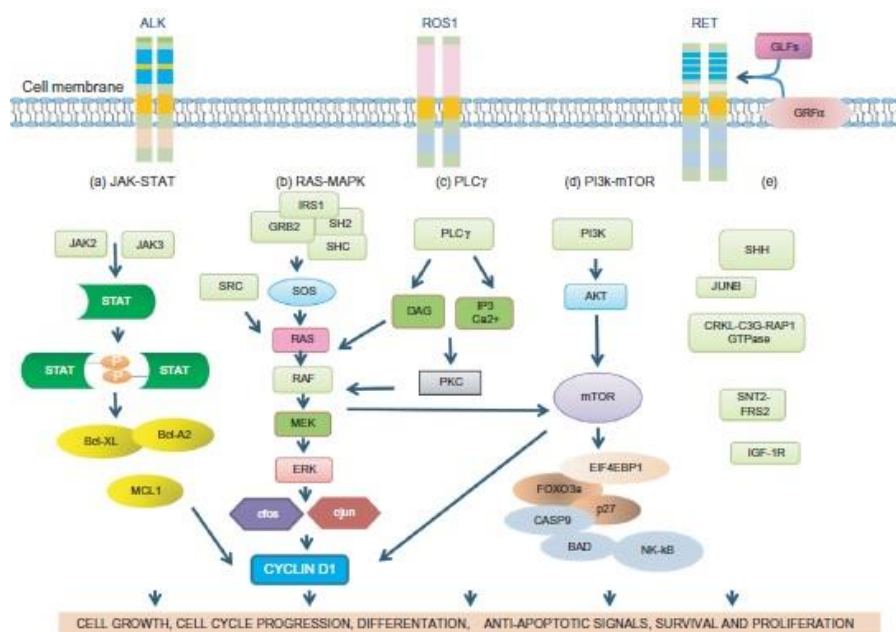 ALK
ROS1
RET
GLFs
Cell membrane
GRFα
(a) JAK-STAT
(b) RAS-MAPK
(c) PLCγ
(d) PI3k-mTOR
(e)
JAK2
JAK3
STAT
STAT
P
P
STAT
Bcl-XL
Bcl-A2
MCL1
IRS1
GRB2
SH2
SHC
SRC
SOS
RAS
RAF
MEK
ERK
cfos
cjun
CYCLIN D1
PLCγ
DAG
IP3
Ca2+
PKC
PI3K
AKT
mTOR
EIF4EBP1
FOXO3a
p27
CASP9
BAD
NK-kB
SHH
JUNB
CRKL-C3G-RAP1
GTPase
SNT2-
FRS2
IGF-1R
CELL GROWTH, CELL CYCLE PROGRESSION, DIFFERENTATION, ANTI-APOPTOTIC SIGNALS, SURVIVAL AND PROLIFERATION